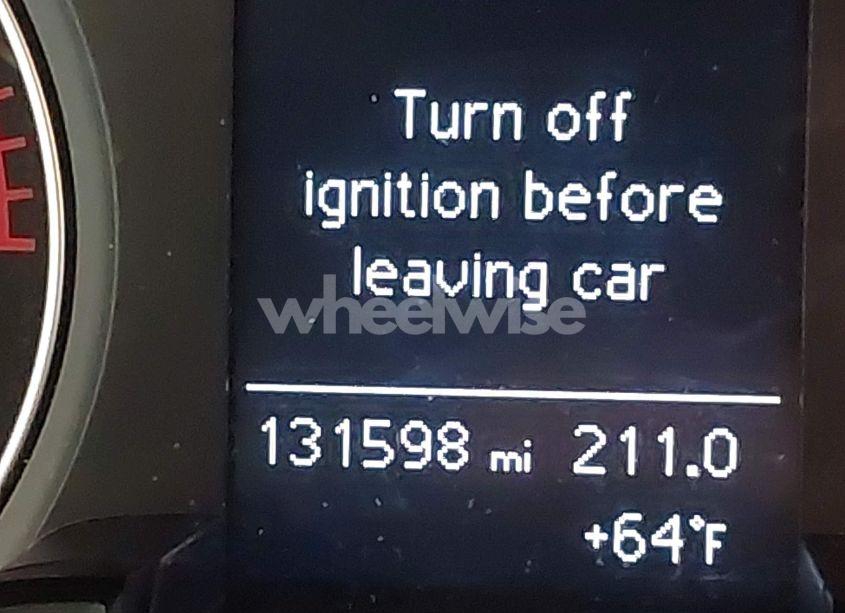 Turn off
ignition before
leaving car
wheelwise
131598 mi 211.0
+64°F